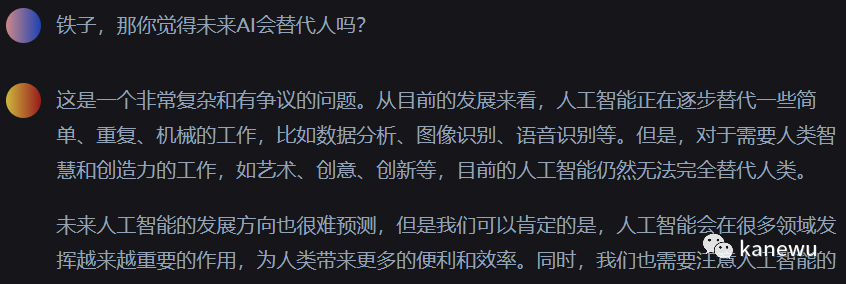 铁子，那你觉得未来AI会替代人吗？
这是一个非常复杂和有争议的问题。从目前的发展来看，人工智能正在逐步替代一些简
单、重复、机械的工作，比如数据分析、图像识别、语音识别等。但是，对于需要人类智
慧和创造力的工作，如艺术、创意、创新等，目前的人工智能仍然无法完全替代人类。
未来人工智能的发展方向也很难预测，但是我们可以肯定的是，人工智能会在很多领域发
挥越来越重要的作用，为人类带来更多的便利和效率。同时，我们也需要注意人工智能的
kanewu